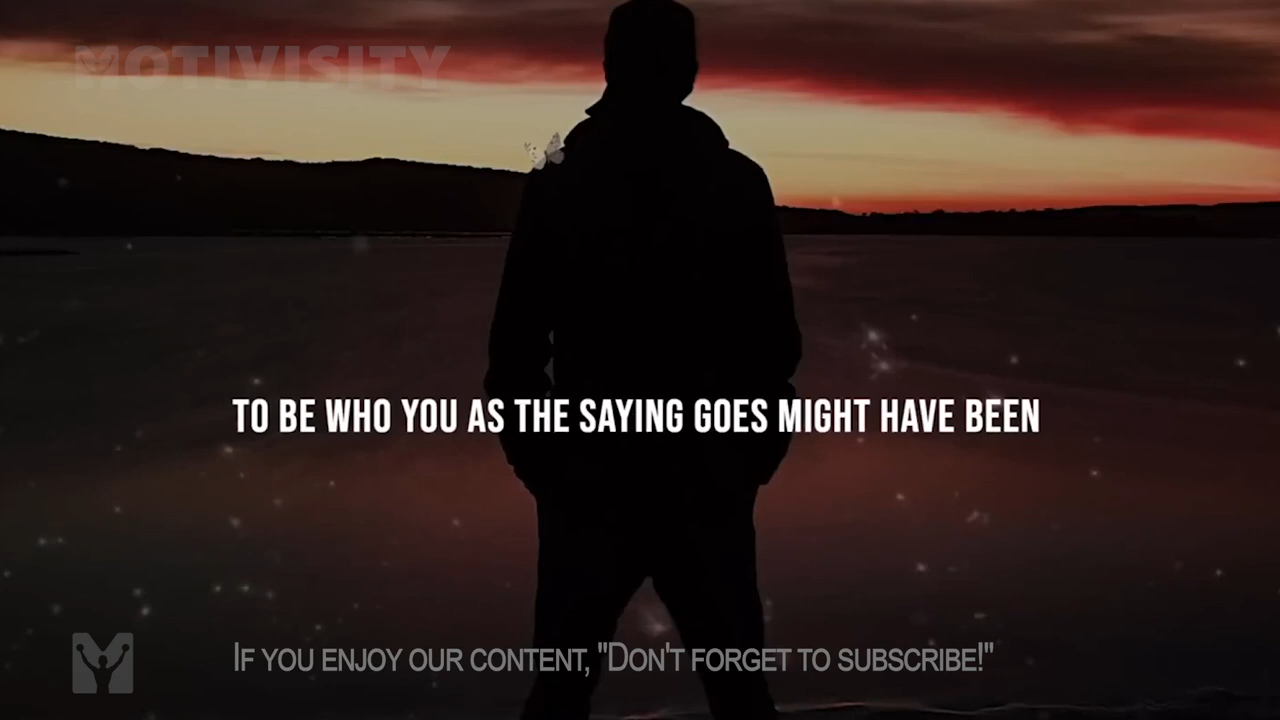 MOTIVISITY
TO BE WHO YOU AS THE SAYING GOES MIGHT HAVE BEEN
IF YOU ENJOY OUR CONTENT, "DON'T FORGET TO SUBSCRIBE!"